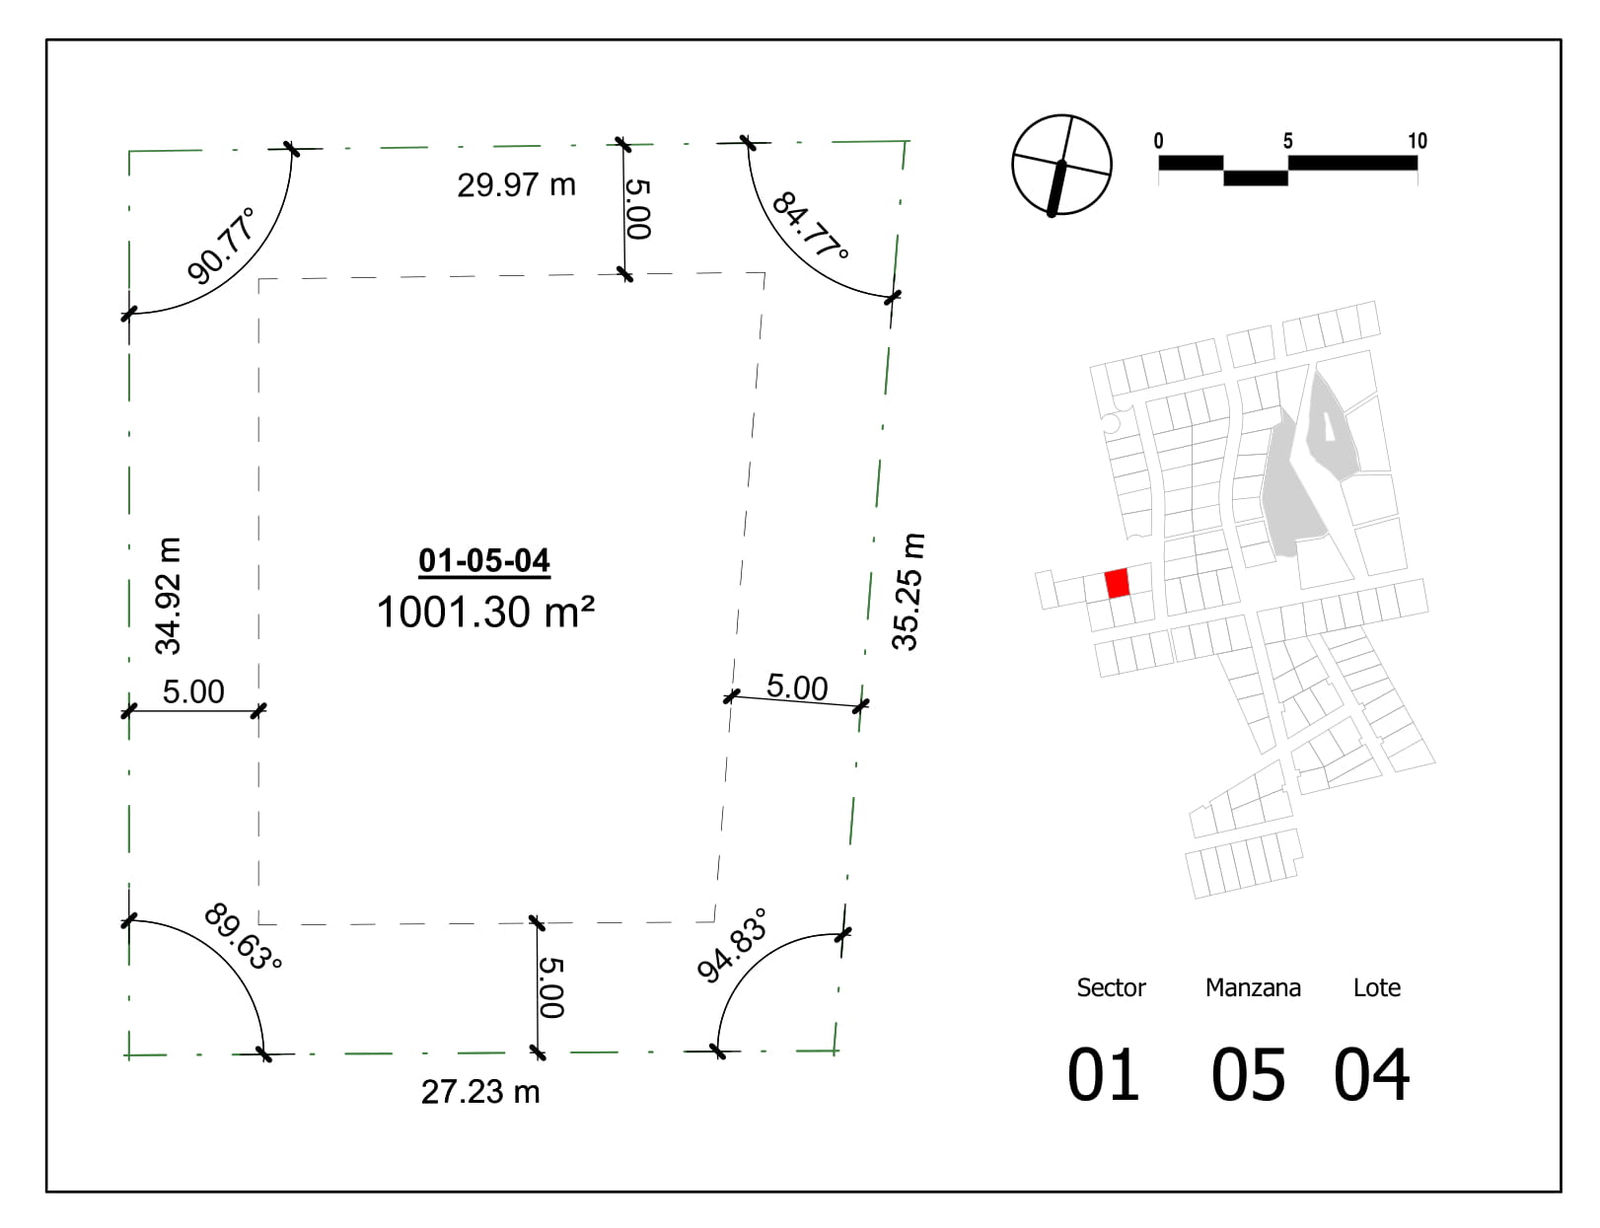 29.97 m
5.00
90.77°
84.77°
0 5 10
34.92 m
01-05-04
1001.30 m²
35.25 m
5.00
5.00
89.63°
94.83°
5.00
27.23 m
Sector Manzana Lote
01 05 04